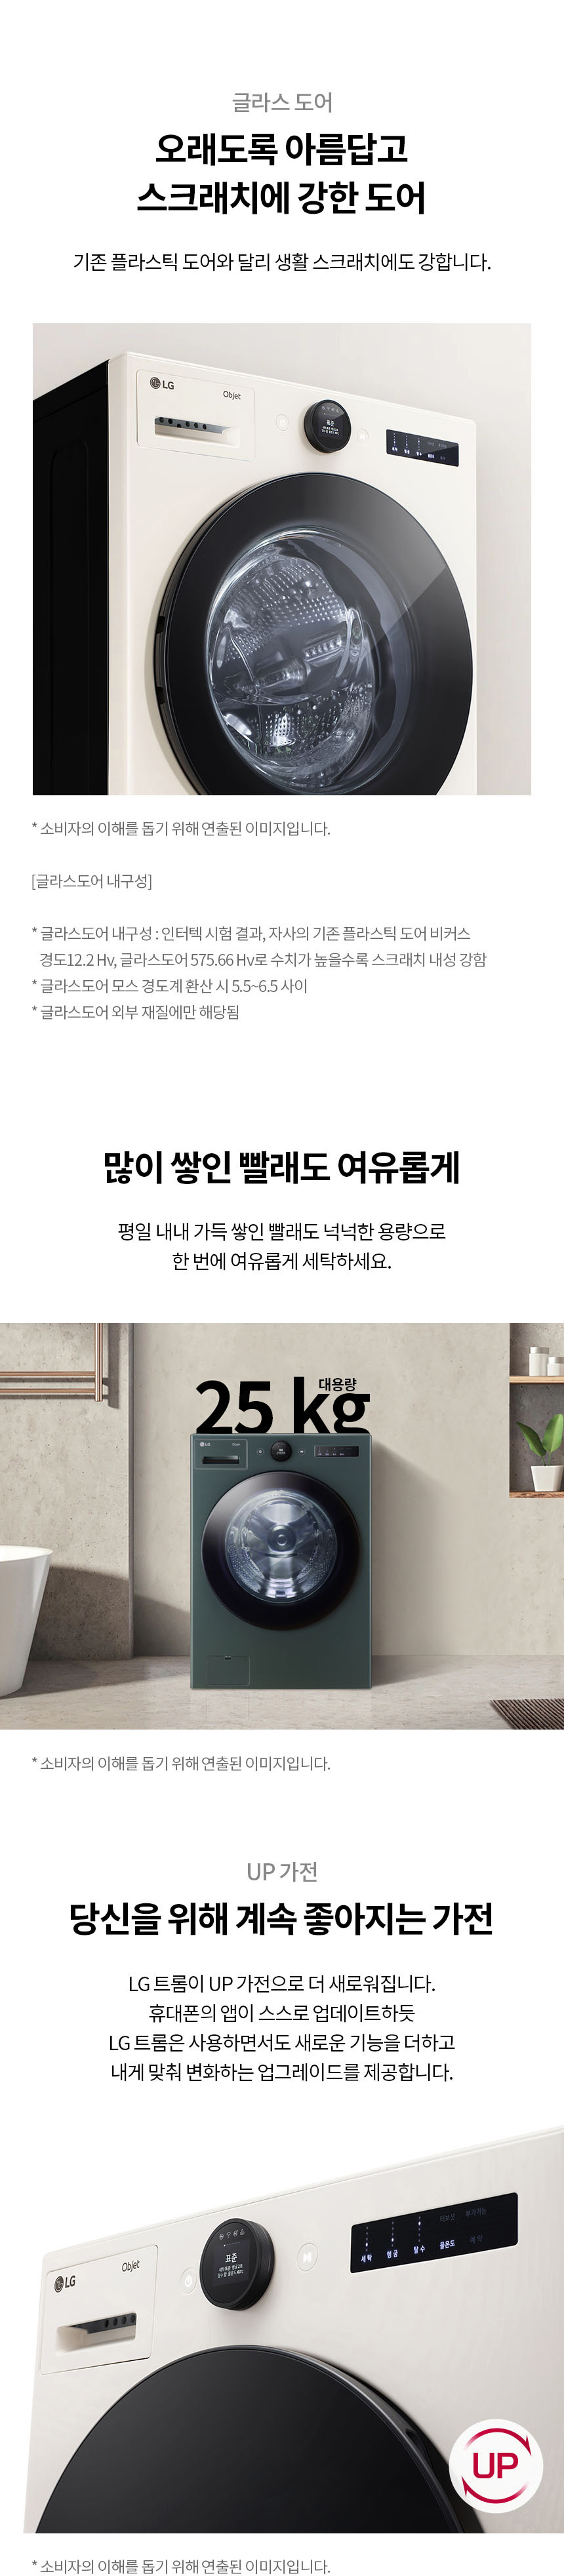 글라스 도어
오래도록 아름답고
스크래치에 강한 도어
기존 플라스틱 도어와 달리 생활 스크래치에도 강합니다.
LG
Objet
표준
* 소비자의 이해를 돕기 위해 연출된 이미지입니다.
[글라스도어 내구성]
* 글라스도어 내구성 : 인터텍 시험 결과, 자사의 기존 플라스틱 도어 비커스
경도12.2 Hv, 글라스도어 575.66 Hv로 수치가 높을수록 스크래치 내성 강함
* 글라스도어 모스 경도계 환산 시 5.5~6.5 사이
* 글라스도어 외부 재질에만 해당됨
많이 쌓인 빨래도 여유롭게
평일 내내 가득 쌓인 빨래도 넉넉한 용량으로
한 번에 여유롭게 세탁하세요.
대용량
25 kg
LG
* 소비자의 이해를 돕기 위해 연출된 이미지입니다.
UP 가전
당신을 위해 계속 좋아지는 가전
LG 트롬이 UP 가전으로 더 새로워집니다.
휴대폰의 앱이 스스로 업데이트하듯
LG 트롬은 사용하면서도 새로운 기능을 더하고
내게 맞춰 변화하는 업그레이드를 제공합니다.
LG
Objet
표준
세탁 헹굼 탈수 물온도 예약
UP
* 소비자의 이해를 돕기 위해 연출된 이미지입니다.